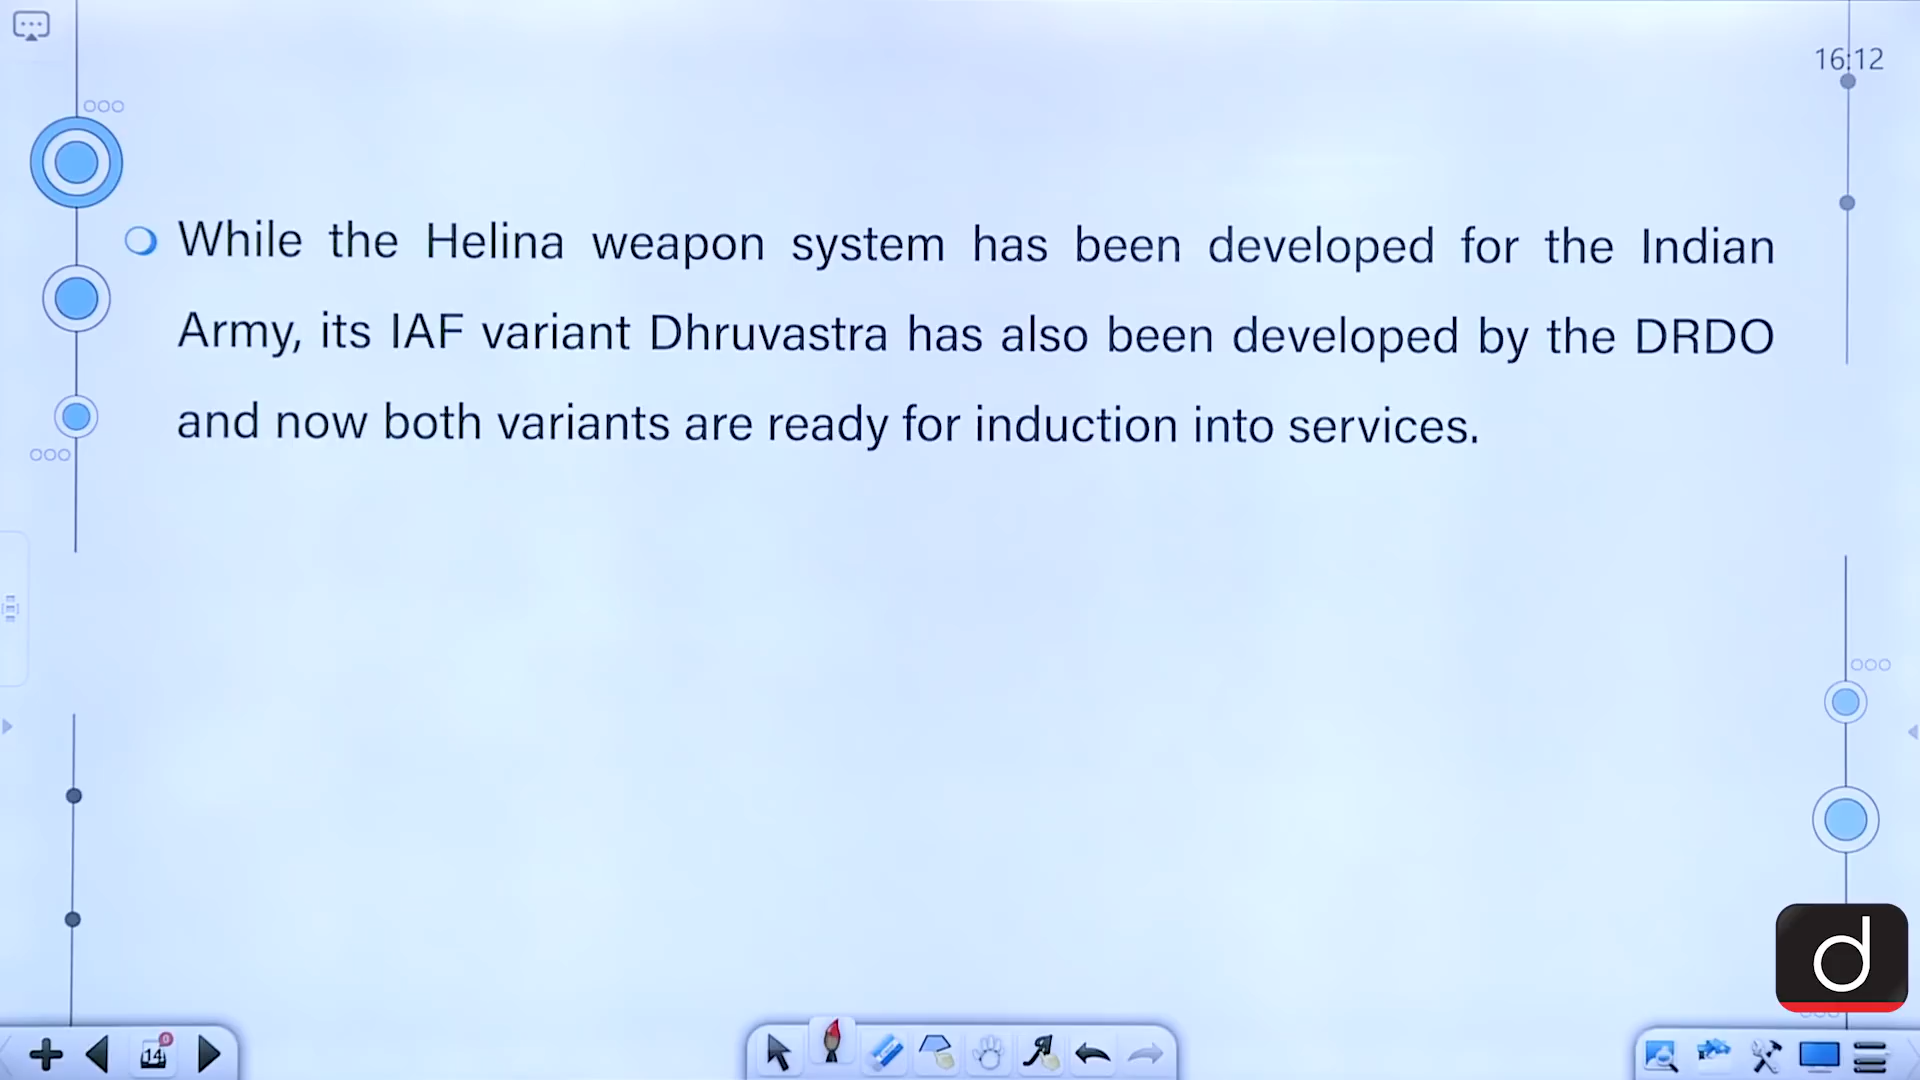 16:12
While the Helina weapon system has been developed for the Indian
Army, its IAF variant Dhruvastra has also been developed by the DRDO
and now both variants are ready for induction into services.
d
14
0